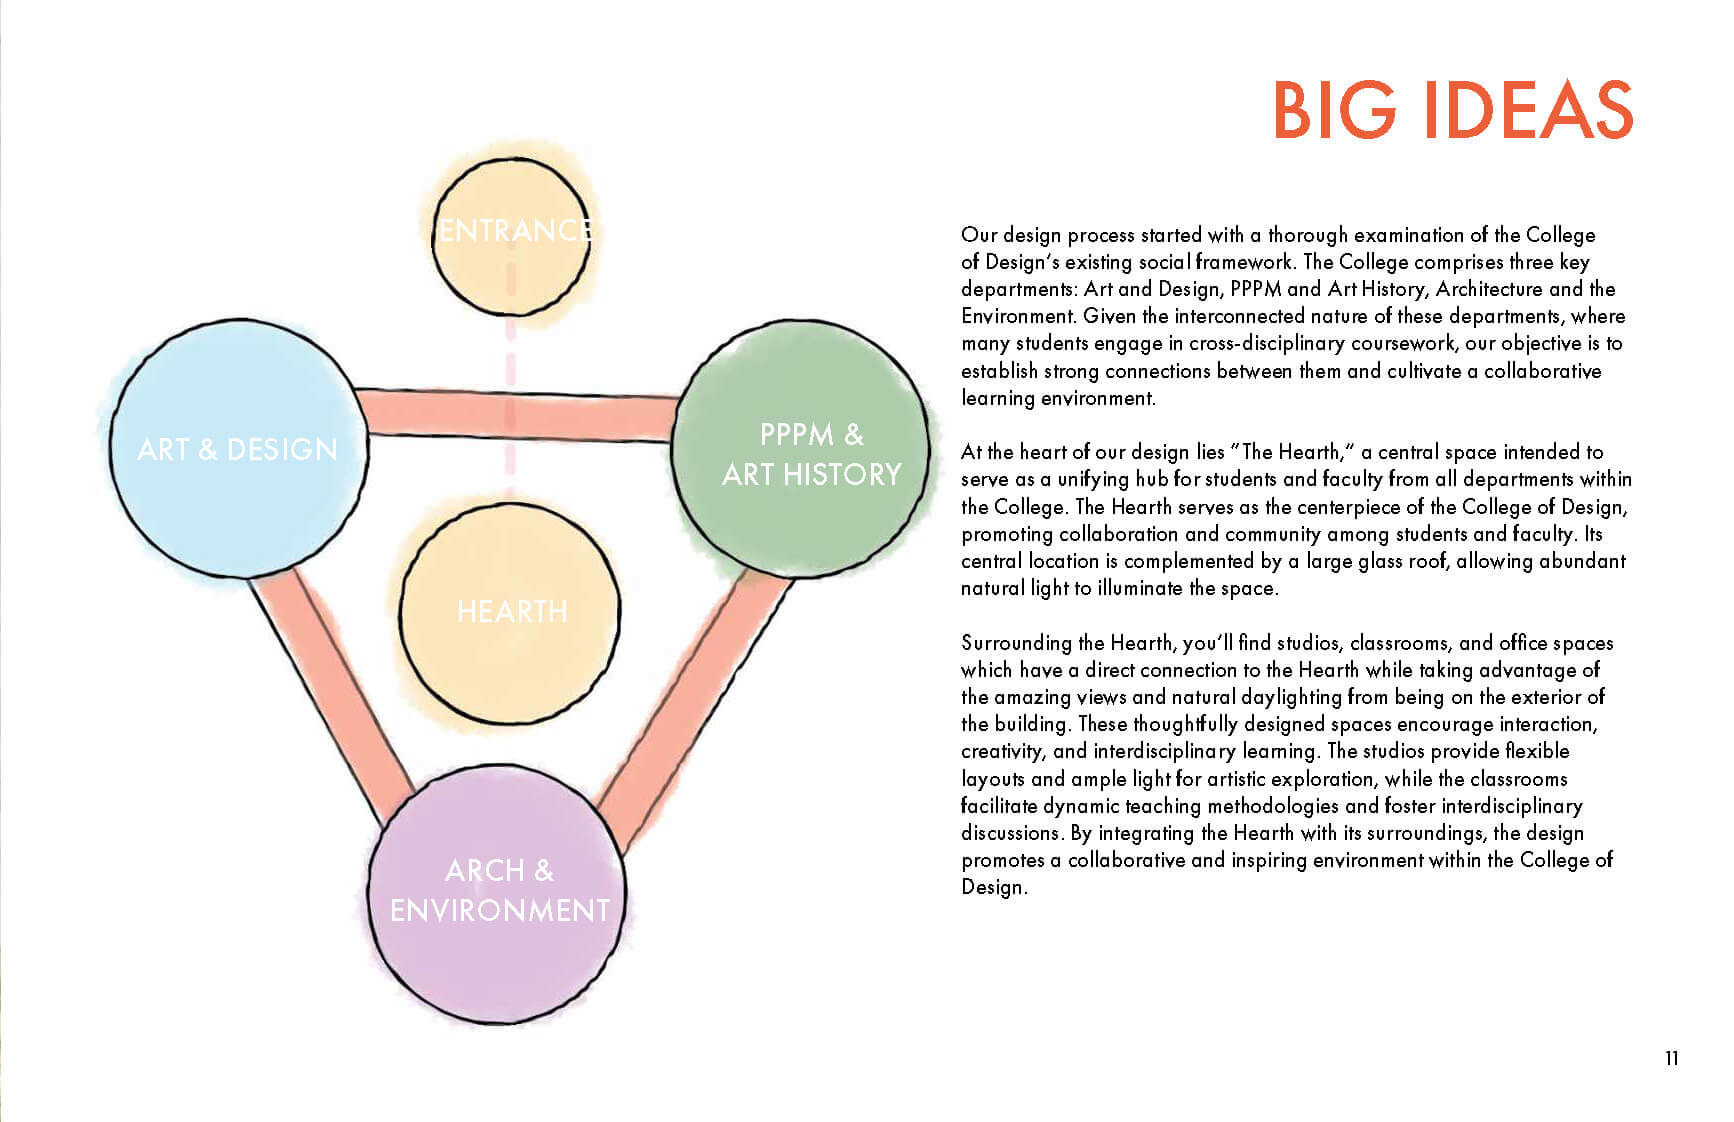 BIG IDEAS
ENTRANCE
ART & DESIGN
PPPM &
ART HISTORY
HEARTH
ARCH &
ENVIRONMENT
Our design process started with a thorough examination of the College
of Design's existing social framework. The College comprises three key
departments: Art and Design, PPPM and Art History, Architecture and the
Environment. Given the interconnected nature of these departments, where
many students engage in cross-disciplinary coursework, our objective is to
establish strong connections between them and cultivate a collaborative
learning environment.
At the heart of our design lies "The Hearth," a central space intended to
serve as a unifying hub for students and faculty from all departments within
the College. The Hearth serves as the centerpiece of the College of Design,
promoting collaboration and community among students and faculty. Its
central location is complemented by a large glass roof, allowing abundant
natural light to illuminate the space.
Surrounding the Hearth, you'll find studios, classrooms, and office spaces
which have a direct connection to the Hearth while taking advantage of
the amazing views and natural daylighting from being on the exterior of
the building. These thoughtfully designed spaces encourage interaction,
creativity, and interdisciplinary learning. The studios provide flexible
layouts and ample light for artistic exploration, while the classrooms
facilitate dynamic teaching methodologies and foster interdisciplinary
discussions. By integrating the Hearth with its surroundings, the design
promotes a collaborative and inspiring environment within the College of
Design.
11